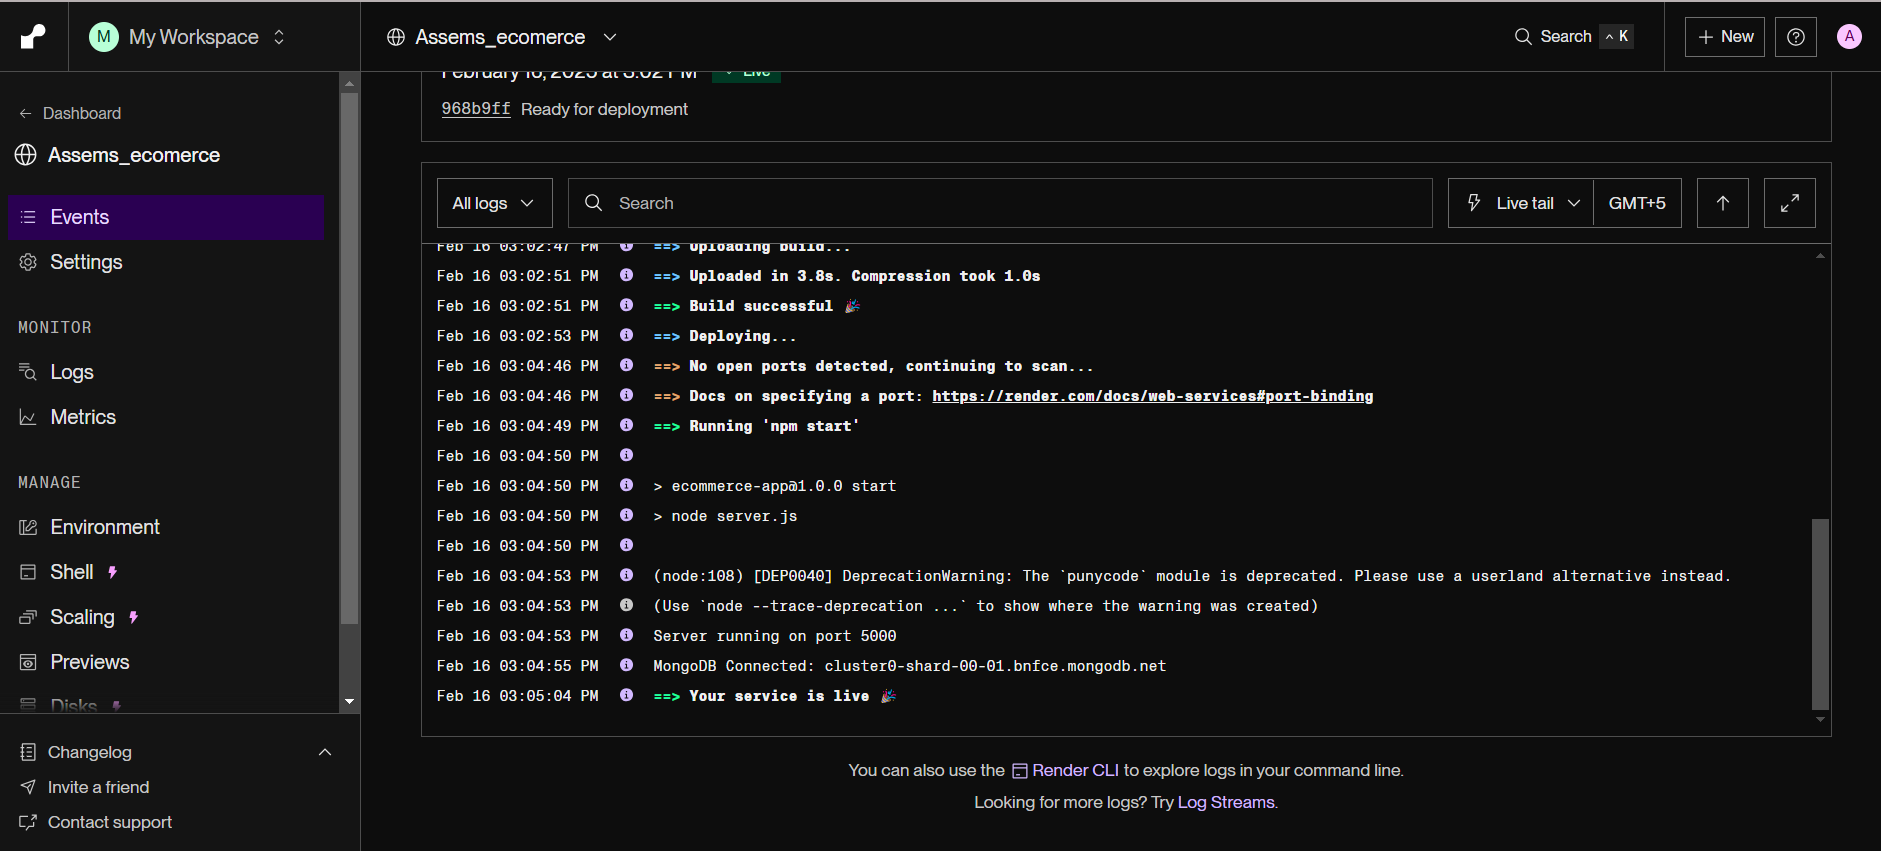 M My Workspace
Assems_ecomerce
Search ^ K
+ New
A
← Dashboard
Assems_ecomerce
Events
Settings
MONITOR
Logs
Metrics
MANAGE
Environment
Shell
Scaling
Previews
Disks
Changelog
Invite a friend
Contact support
Live
968b9ff Ready for deployment
All logs
Search
Live tail
GMT+5
Feb 16 03:02:47 PM ==> Uploading build...
Feb 16 03:02:51 PM ==> Uploaded in 3.8s. Compression took 1.0s
Feb 16 03:02:51 PM ==> Build successful 🎉
Feb 16 03:02:53 PM ==> Deploying...
Feb 16 03:04:46 PM ==> No open ports detected, continuing to scan...
Feb 16 03:04:46 PM ==> Docs on specifying a port: https://render.com/docs/web-services#port-binding
Feb 16 03:04:49 PM ==> Running 'npm start'
Feb 16 03:04:50 PM
Feb 16 03:04:50 PM > ecommerce-app@1.0.0 start
Feb 16 03:04:50 PM > node server.js
Feb 16 03:04:50 PM
Feb 16 03:04:53 PM (node:108) [DEP0040] DeprecationWarning: The `punycode` module is deprecated. Please use a userland alternative instead.
Feb 16 03:04:53 PM (Use `node --trace-deprecation ...` to show where the warning was created)
Feb 16 03:04:53 PM Server running on port 5000
Feb 16 03:04:55 PM MongoDB Connected: cluster0-shard-00-01.bnfce.mongodb.net
Feb 16 03:05:04 PM ==> Your service is live 🎉
You can also use the Render CLI to explore logs in your command line.
Looking for more logs? Try Log Streams.